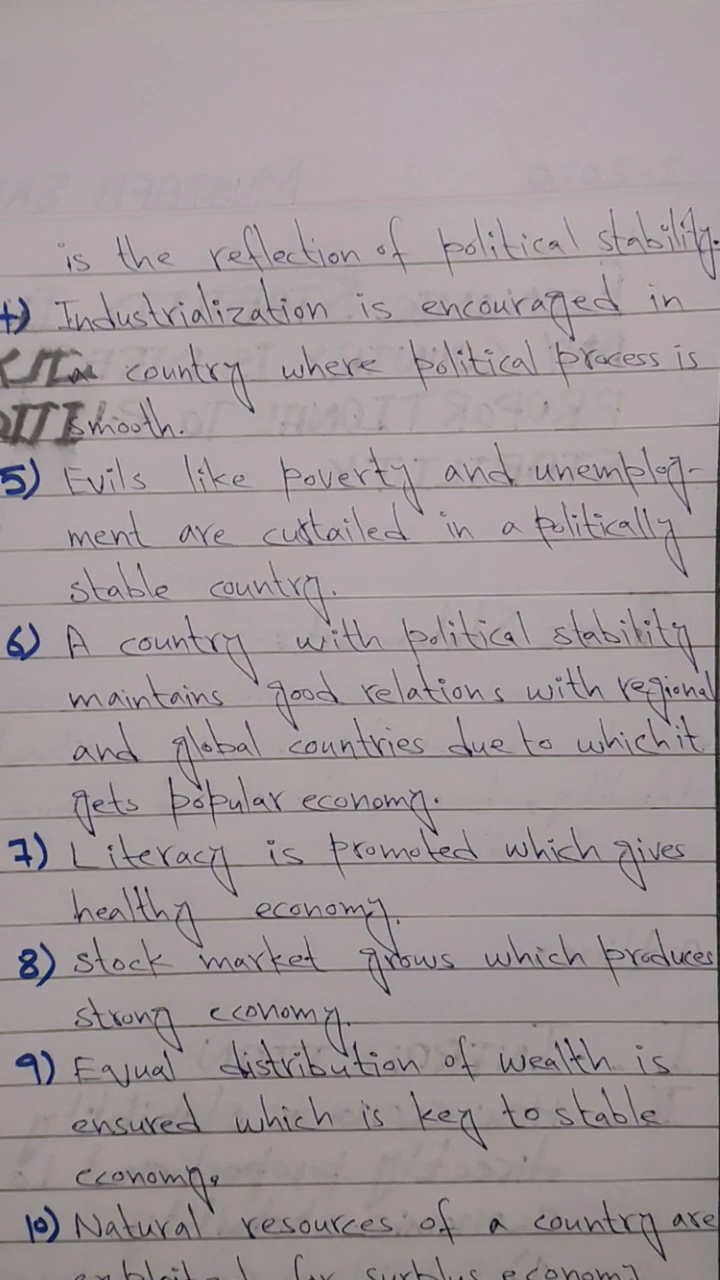 is the reflection of political stability.
4) Industrialization is encouraged in
a country where political process is
smooth.
5) Evils like poverty and unemploy-
ment are curtailed in a politically
stable country.
6) A country with political stability
maintains good relations with regional
and global countries due to which it
gets popular economy.
7) Literacy is promoted which gives
healthy economy.
8) Stock market grows which produces
strong economy.
9) Equal distribution of wealth is
ensured which is key to stable
economy.
10) Natural resources of a country are
exploited for surplus economy